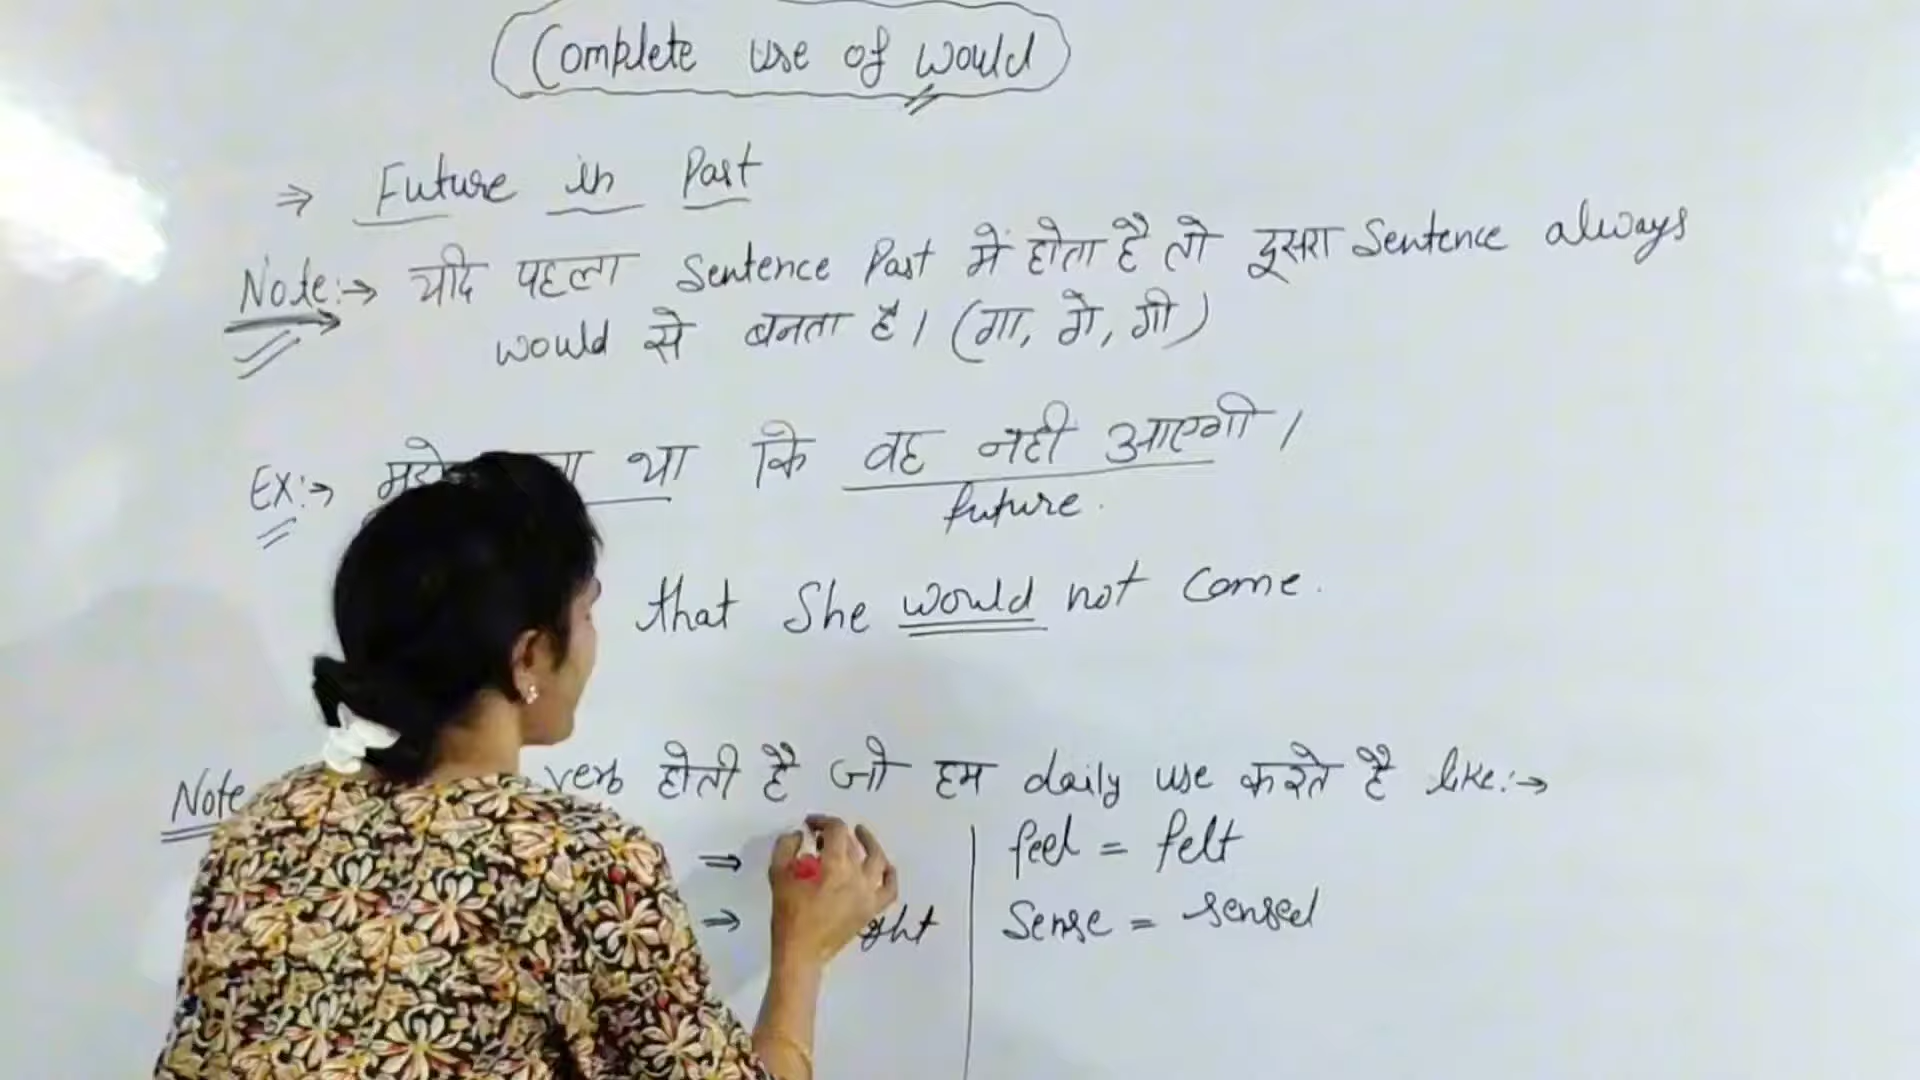 Complete use of would
⇒ Future in Past
Note:→ यदि पहला Sentence Past में होता है तो दूसरा Sentence always
would से बनता है। (गा, गे, गी)
Ex:→ था कि वह नहीं आएगी।
future.
that She would not come.
Note verb होती है जो हम daily use करते है like:→
⇒ feel = felt
⇒ Sense = sensed